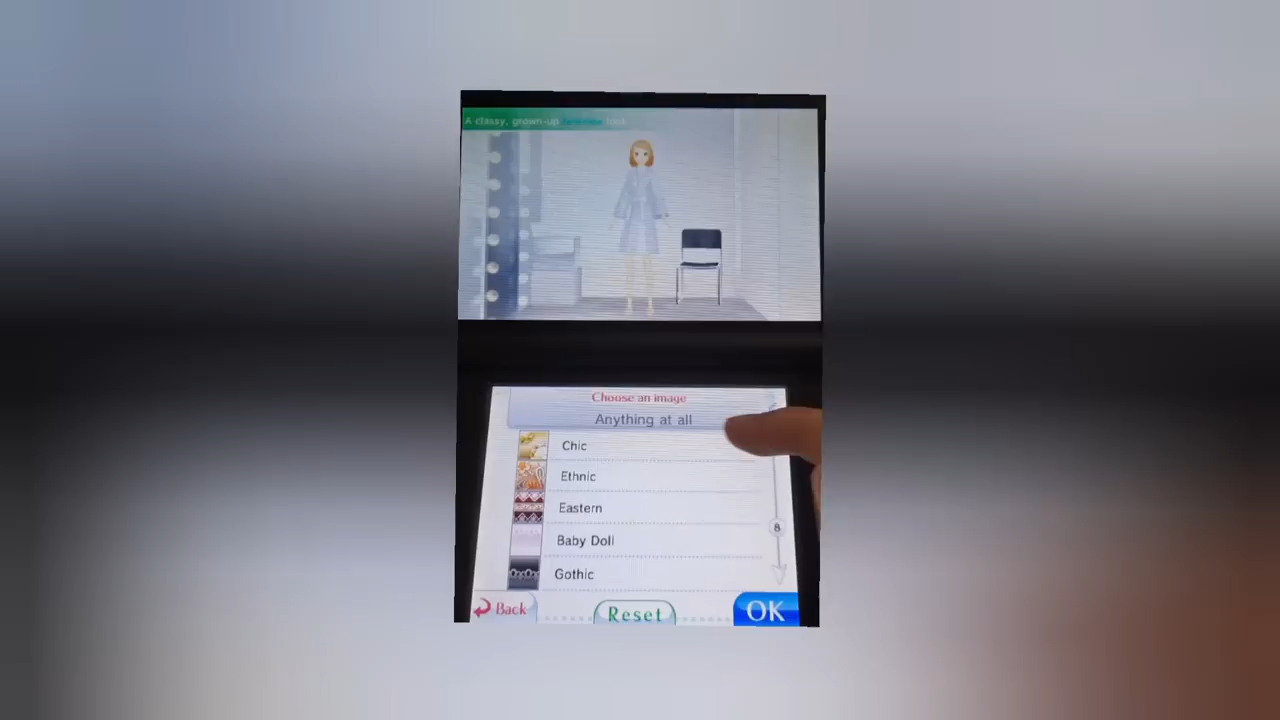 A classy, grown-up look
Choose an image
Anything at all
Chic
Ethnic
Eastern
8
Baby Doll
Gothic
Back
Reset
OK